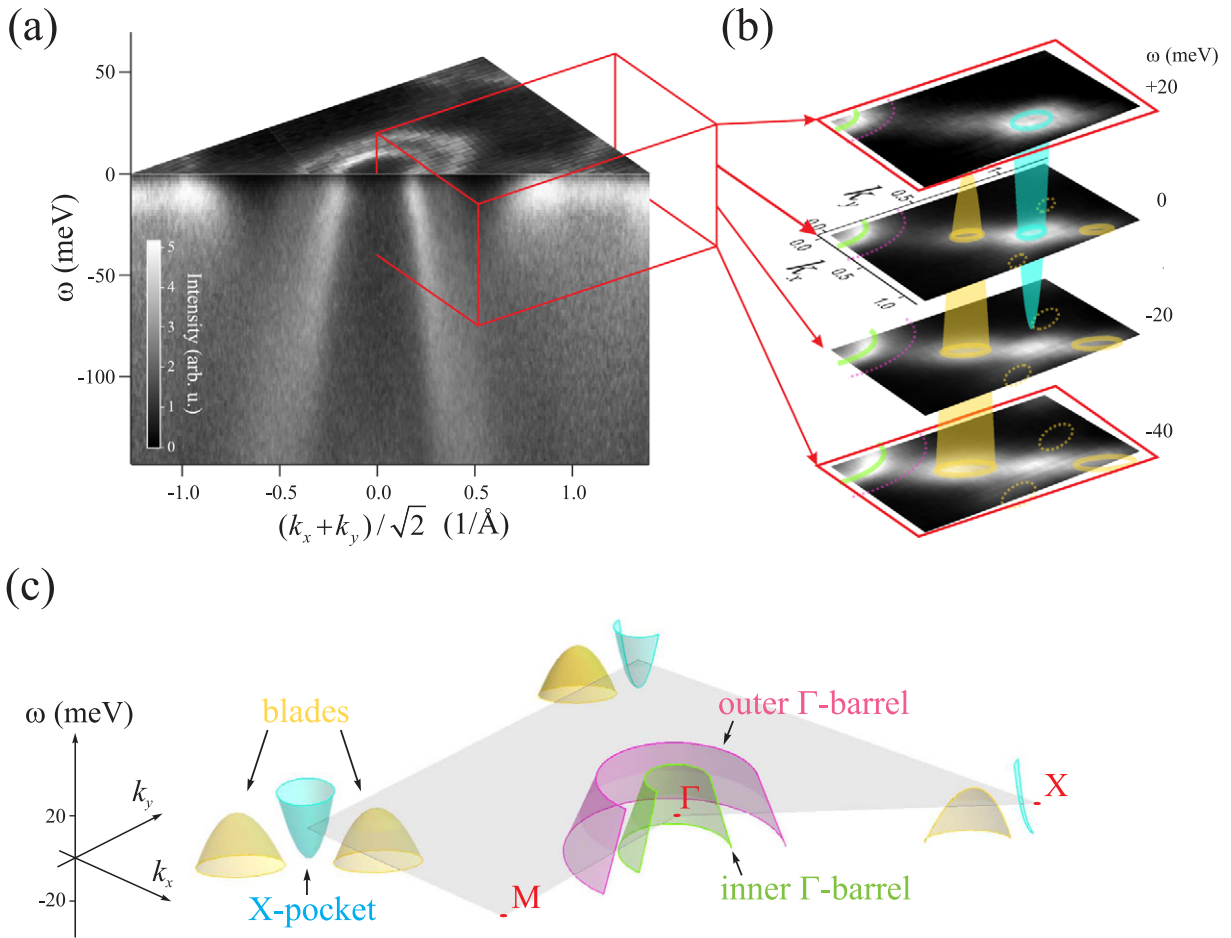 (a)
50
0
-50
-100
ω (meV)
5
4
3
2
1
0
Intensity (arb. u.)
-1.0
-0.5
0.0
0.5
1.0
(kx+ky)/√2 (1/Å)
(b)
ω (meV)
+20
0
-20
-40
ky
0.0
0.5
1
kx
0.0
0.5
1.0
(c)
ω (meV)
20
0
-20
ky
kx
blades
X-pocket
M
outer Γ-barrel
Γ
inner Γ-barrel
X